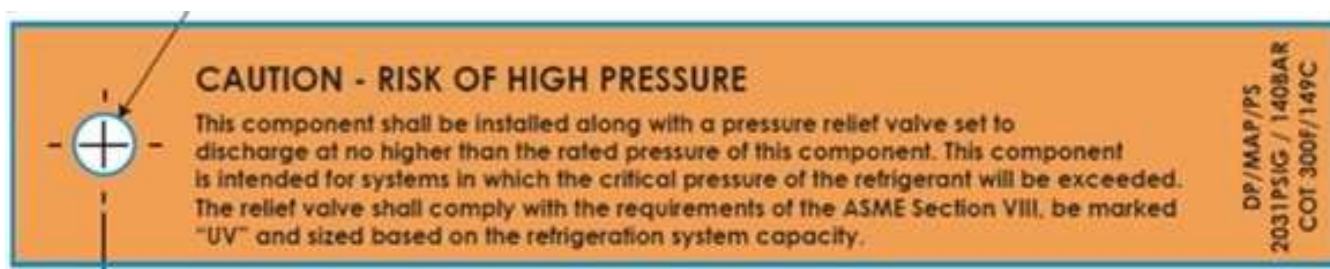 CAUTION - RISK OF HIGH PRESSURE
This component shall be installed along with a pressure relief valve set to
discharge at no higher than the rated pressure of this component. This component
is intended for systems in which the critical pressure of the refrigerant will be exceeded.
The relief valve shall comply with the requirements of the ASME Section VIII, be marked
"UV" and sized based on the refrigeration system capacity.
DP/MAP/PS
2031PSIG / 140BAR
COT 300F/149C